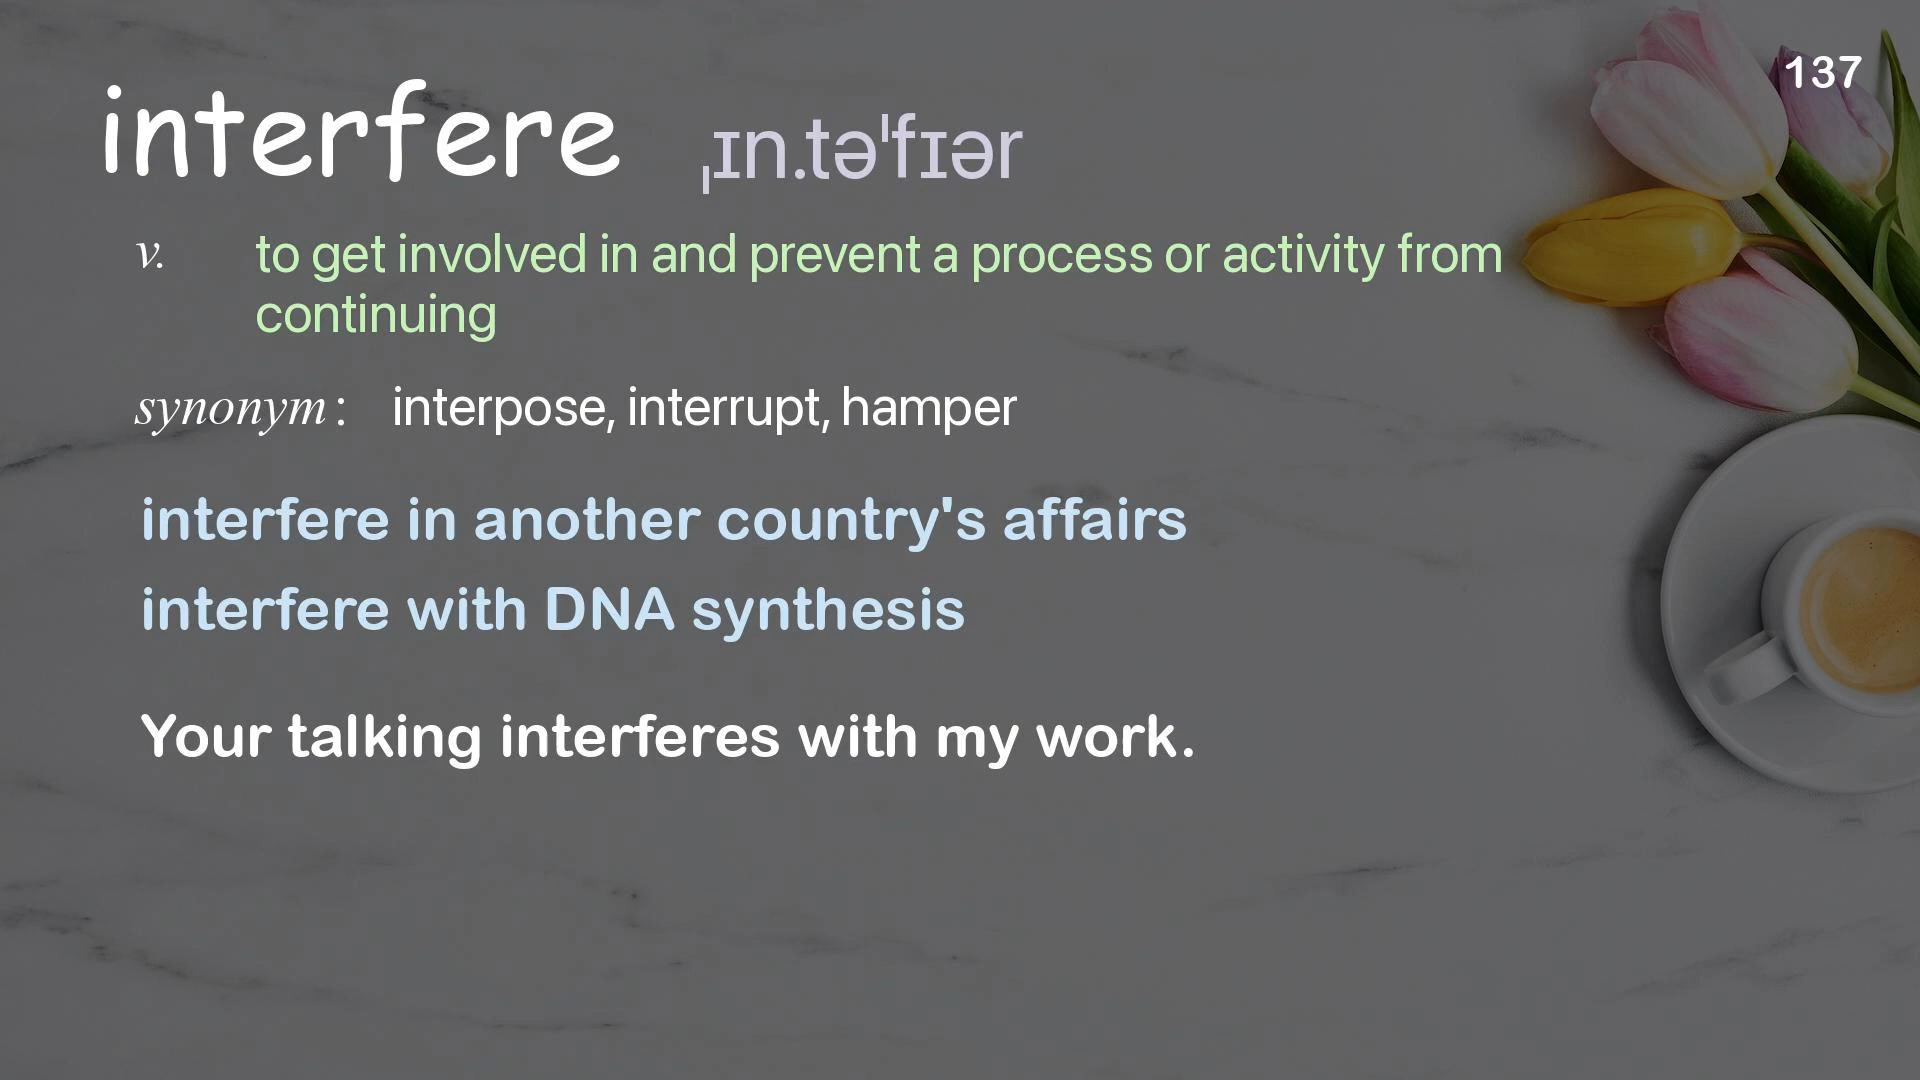 137
interfere ˌɪn.təˈfɪər
v. to get involved in and prevent a process or activity from
continuing
synonym: interpose, interrupt, hamper
interfere in another country's affairs
interfere with DNA synthesis
Your talking interferes with my work.